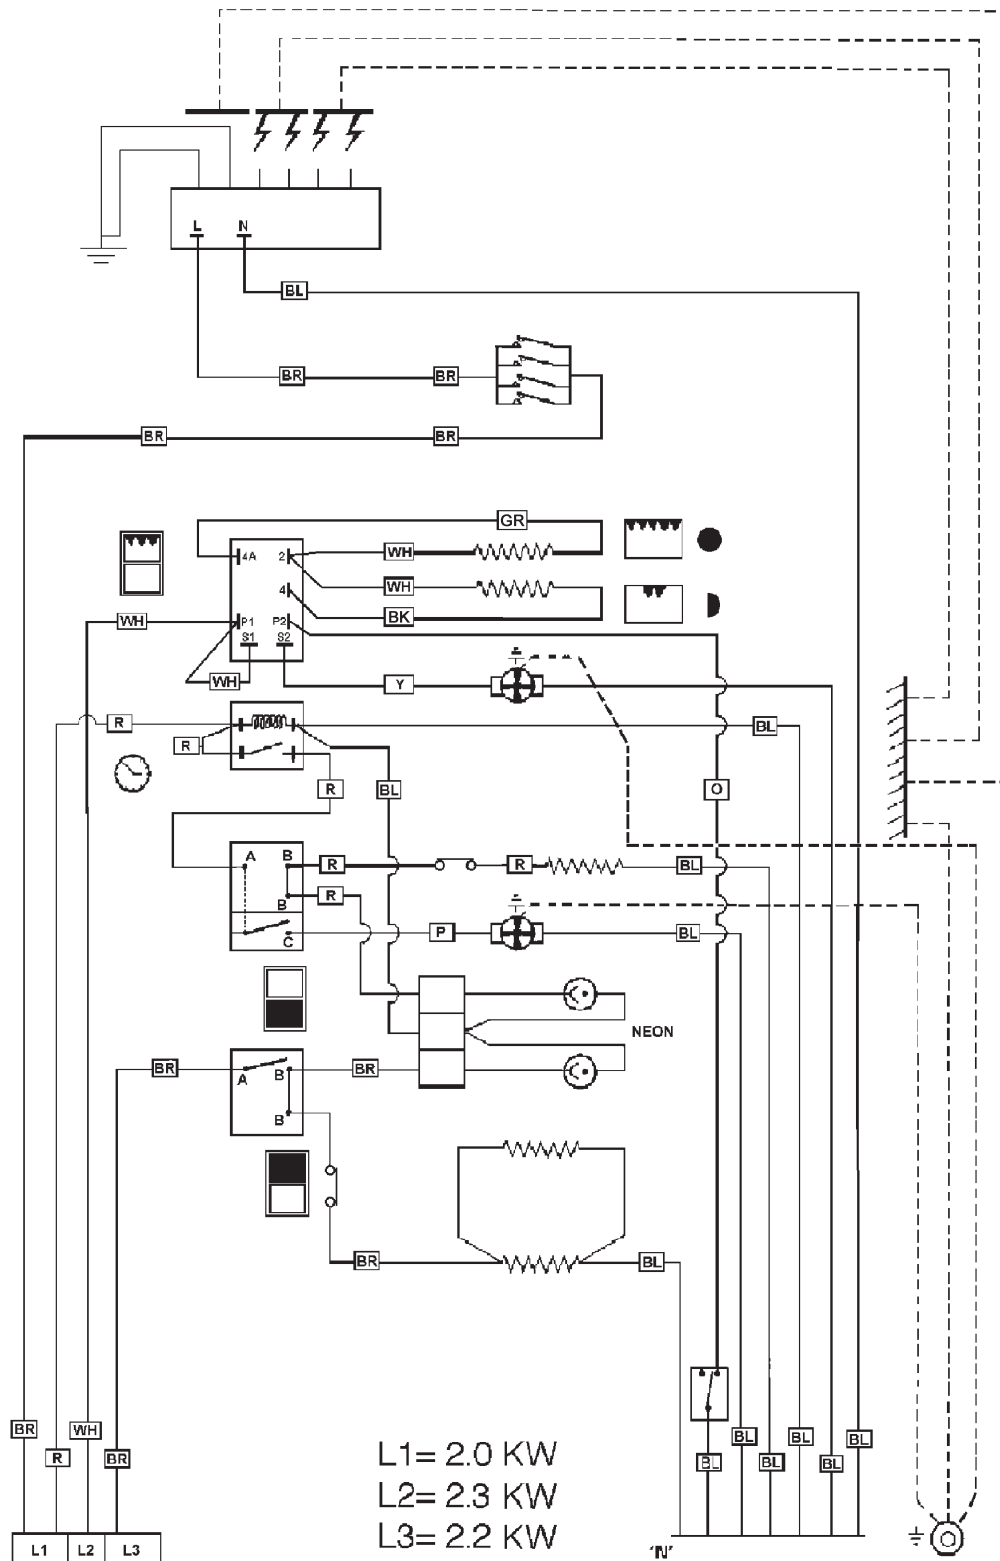 L N
BL
BR BR
BR BR
GR
4A 2 WH
WH
4
BK
WH P1 P2
S1 S2
WH Y
R BL
R
R BL O
A B R R BL
B R
C P BL
NEON
BR A B BR
B
BR BL
BR WH BL BL BL
R BR BL BL BL
L1= 2.0 KW
L2= 2.3 KW
L3= 2.2 KW
L1 L2 L3 'N'